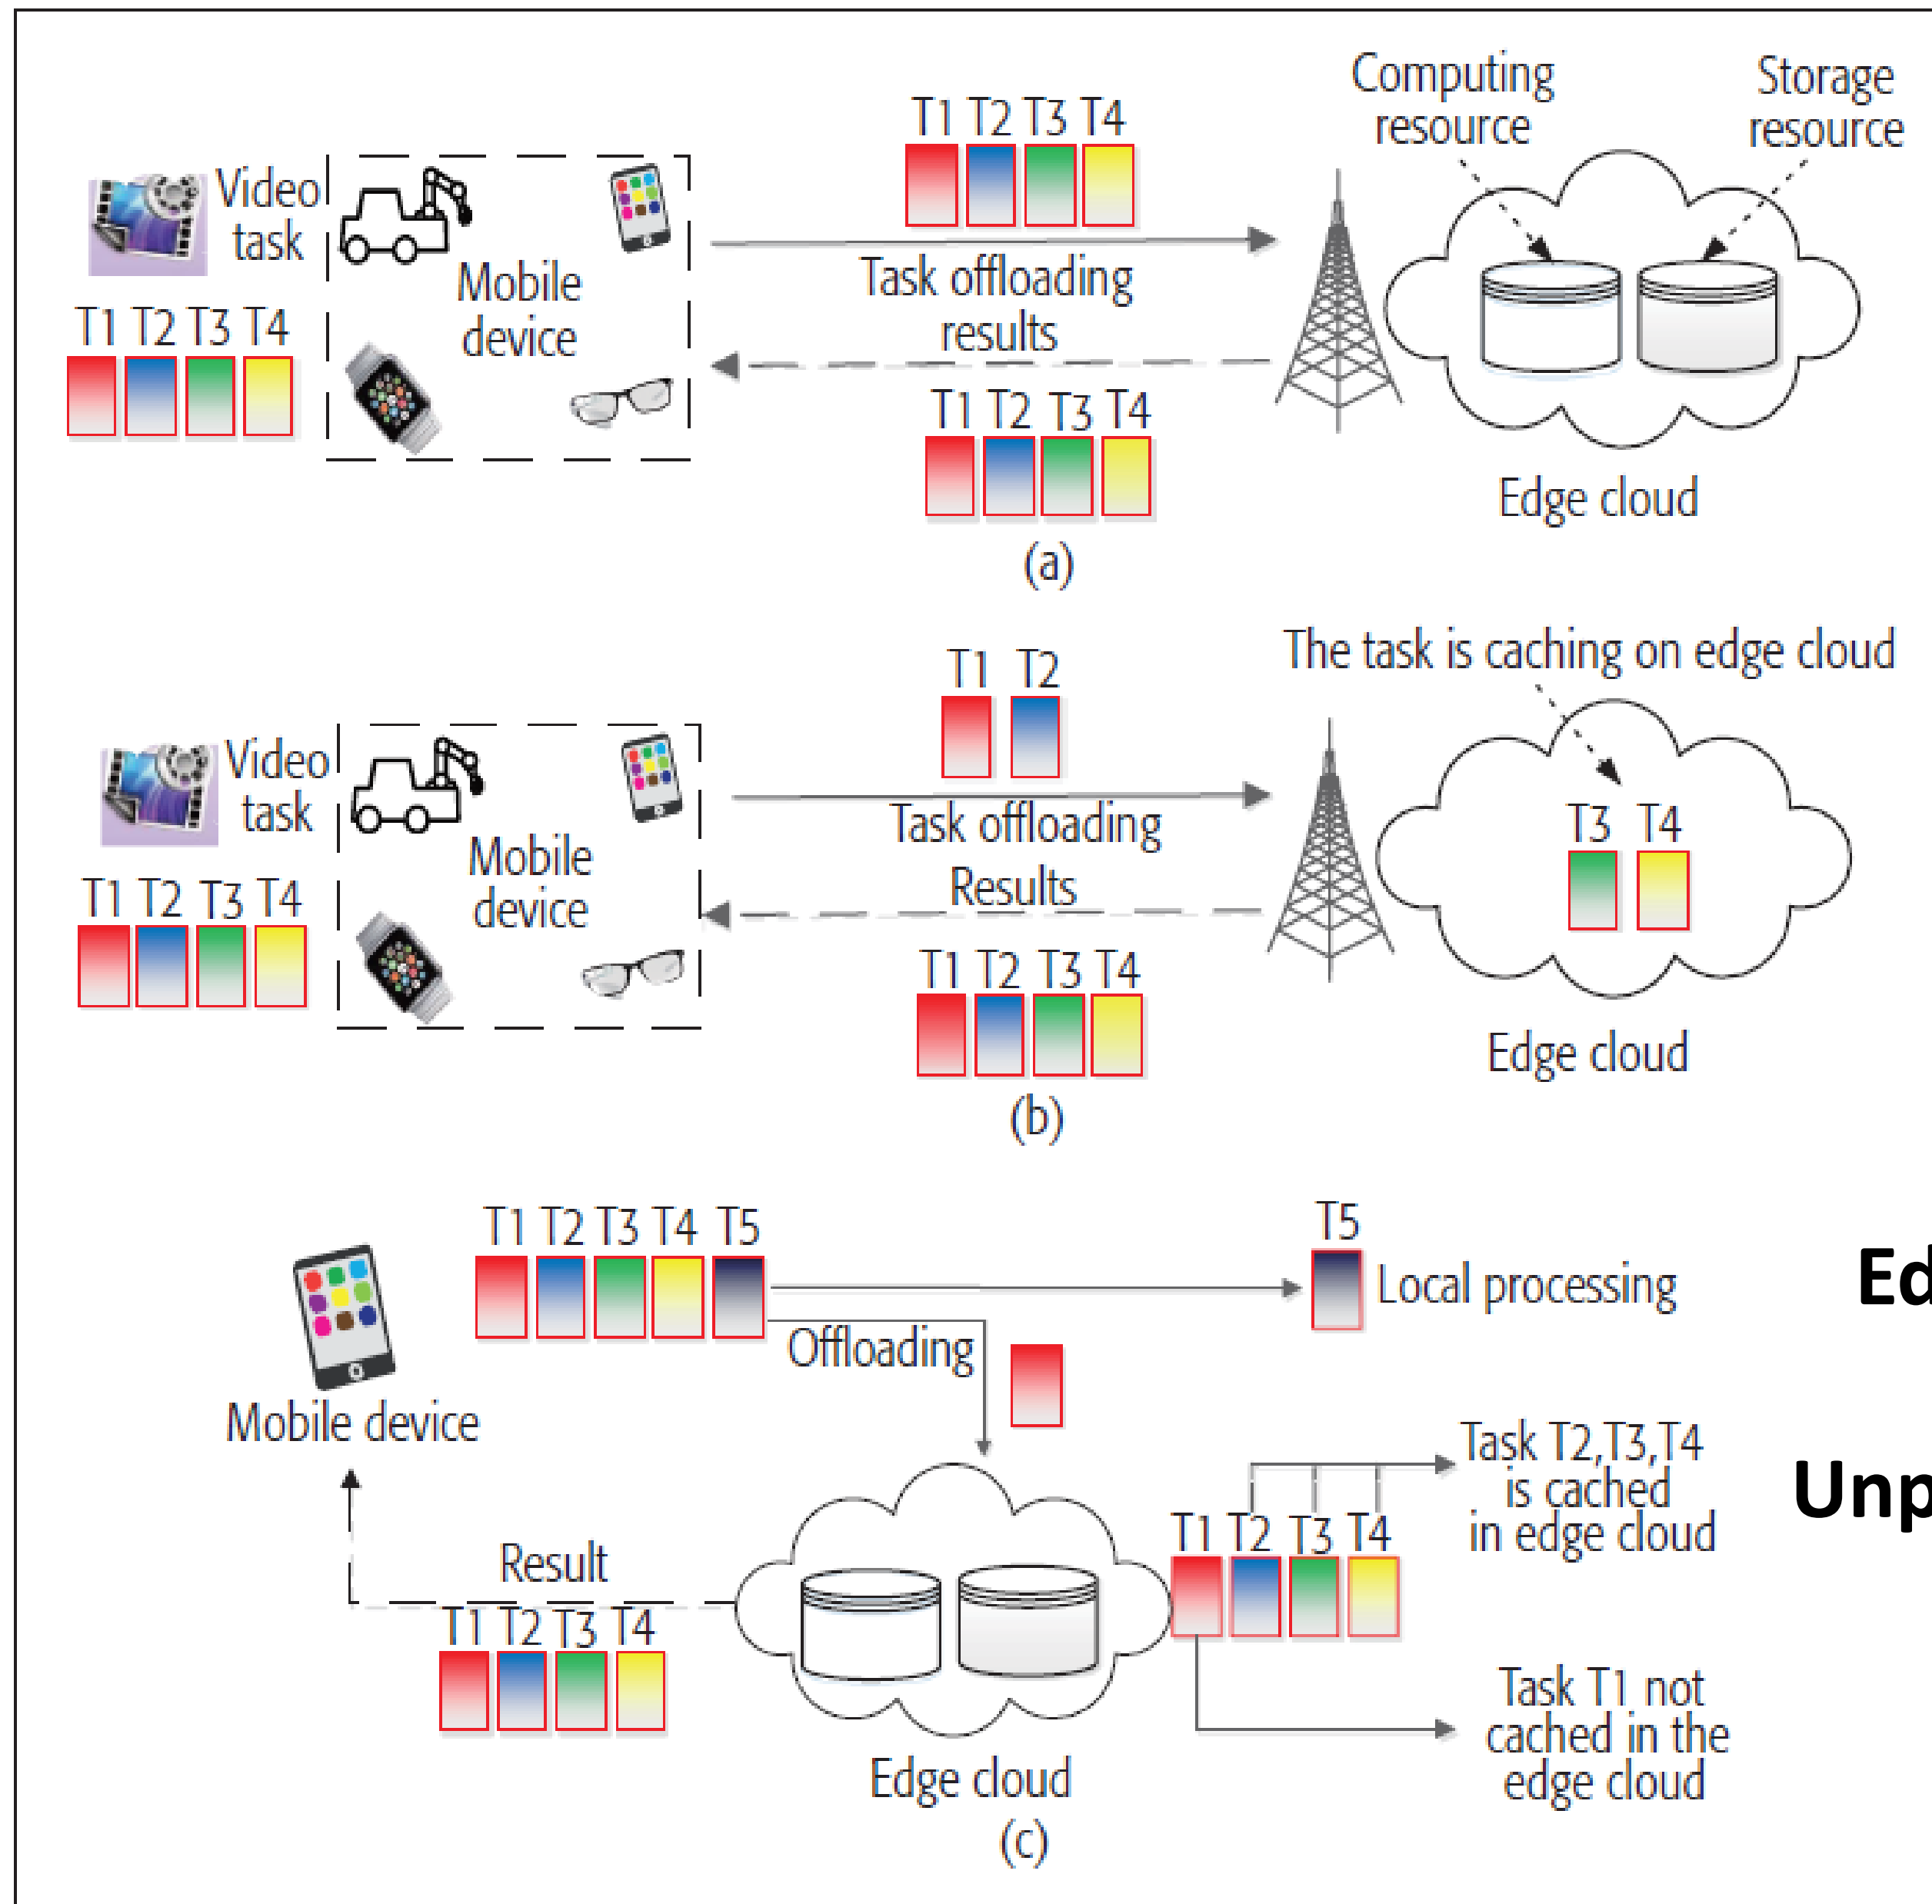 Computing
resource
Storage
resource
T1 T2 T3 T4
Video
task
Mobile
device
T1 T2 T3 T4
Task offloading
results
T1 T2 T3 T4
Edge cloud
(a)
The task is caching on edge cloud
T1 T2
Video
task
Mobile
device
T1 T2 T3 T4
Task offloading
Results
T3 T4
T1 T2 T3 T4
Edge cloud
(b)
T1 T2 T3 T4 T5
T5
Local processing
Ed
Offloading
Mobile device
Task T2,T3,T4
is cached
in edge cloud
Unp
T1 T2 T3 T4
Result
T1 T2 T3 T4
Task T1 not
cached in the
edge cloud
Edge cloud
(c)